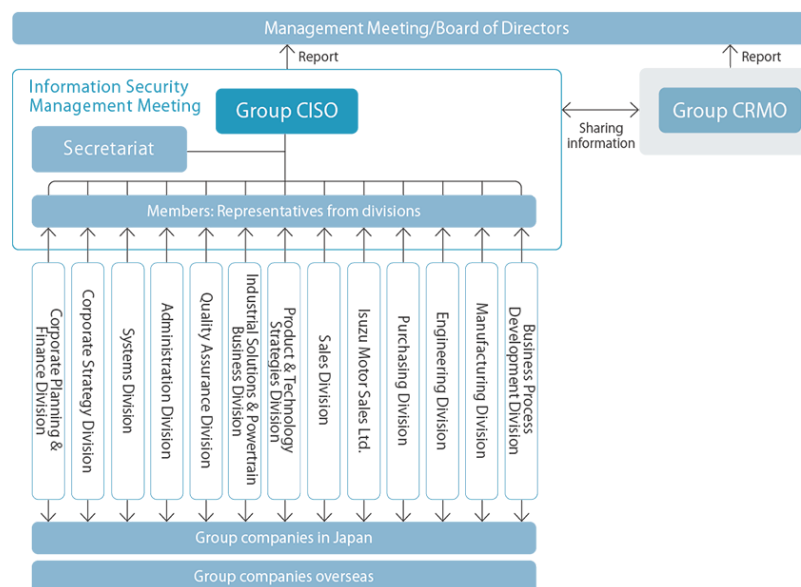 Management Meeting/Board of Directors
Report
Report
Information Security
Management Meeting
Group CISO
Group CRMO
Sharing
information
Secretariat
Members: Representatives from divisions
Corporate Planning &
Finance Division
Corporate Strategy Division
Systems Division
Administration Division
Quality Assurance Division
Industrial Solutions & Powertrain
Business Division
Product & Technology
Strategies Division
Sales Division
Isuzu Motor Sales Ltd.
Purchasing Division
Engineering Division
Manufacturing Division
Business Process
Development Division
Group companies in Japan
Group companies overseas